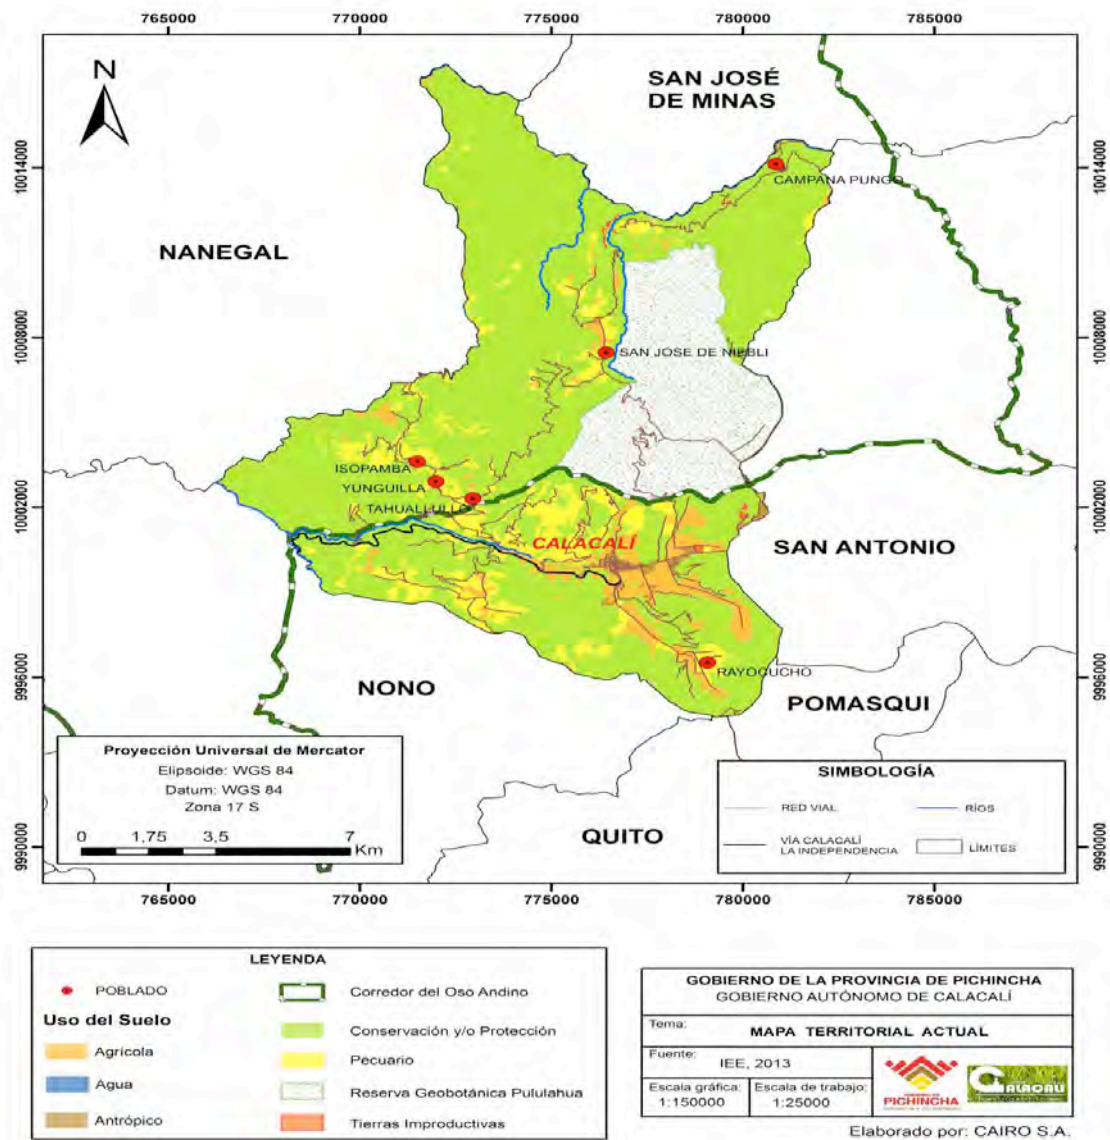 765000 770000 775000 780000 785000
N
SAN JOSÉ
DE MINAS
10014000 10014000
CAMPANA PUNGO
NANEGAL
10008000 10008000
SAN JOSE DE NIEBLI
ISOPAMBA
YUNGUILLA
TAHUALLULLO
10002000 10002000
CALACALÍ
SAN ANTONIO
RAYOCUCHO
9996000 9996000
NONO
POMASQUI
Proyección Universal de Mercator
Elipsoide: WGS 84
Datum: WGS 84
Zona 17 S
0 1,75 3,5 7
Km
SIMBOLOGÍA
RED VIAL
RÍOS
VÍA CALACALÍ
LA INDEPENDENCIA
LÍMITES
QUITO
9990000 9990000
765000 770000 775000 780000 785000
LEYENDA
POBLADO
Corredor del Oso Andino
Uso del Suelo
Conservación y/o Protección
Agrícola
Pecuario
Agua
Reserva Geobotánica Pululahua
Antrópico
Tierras Improductivas
GOBIERNO DE LA PROVINCIA DE PICHINCHA
GOBIERNO AUTÓNOMO DE CALACALÍ
Tema:
MAPA TERRITORIAL ACTUAL
Fuente:
IEE, 2013
Escala gráfica:
1:150000
Escala de trabajo:
1:25000
PICHINCHA
CALACALI
Elaborado por: CAIRO S.A.